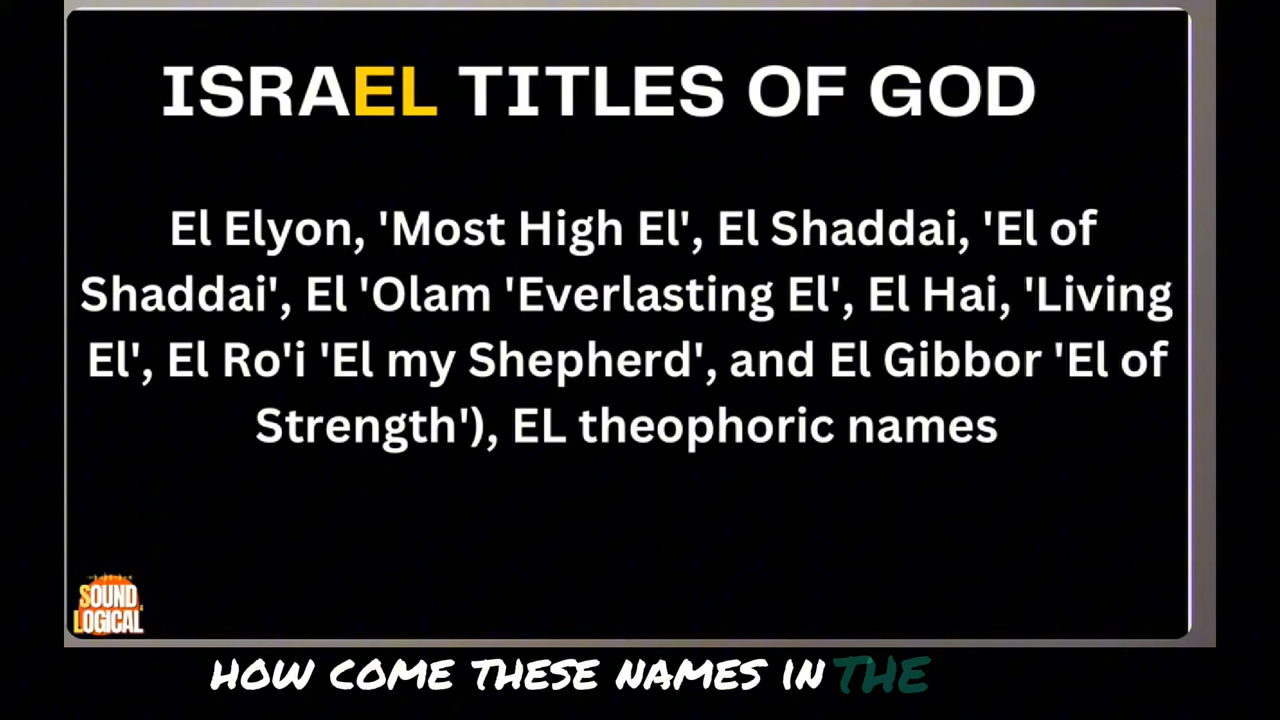 ISRAEL TITLES OF GOD
El Elyon, 'Most High El', El Shaddai, 'El of
Shaddai', El 'Olam 'Everlasting El', El Hai, 'Living
El', El Ro'i 'El my Shepherd', and El Gibbor 'El of
Strength'), EL theophoric names
SOUND
LOGICAL
HOW COME THESE NAMES IN THE